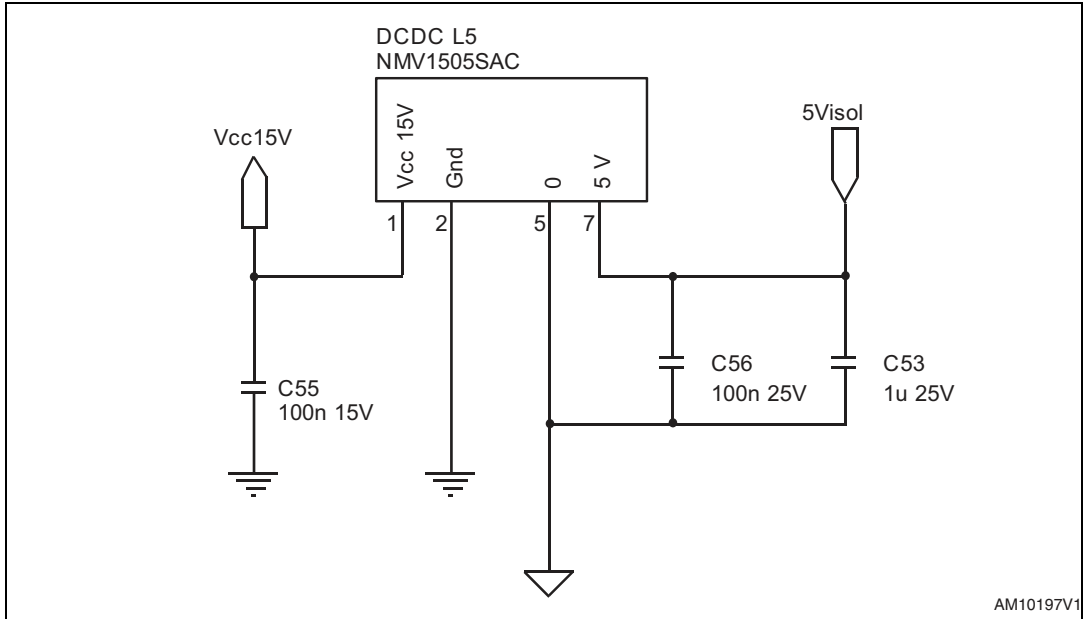 DCDC L5
NMV1505SAC
Vcc 15V
Gnd
0
5 V
Vcc15V
5Visol
1
2
5
7
C55
100n 15V
C56
100n 25V
C53
1u 25V
AM10197V1